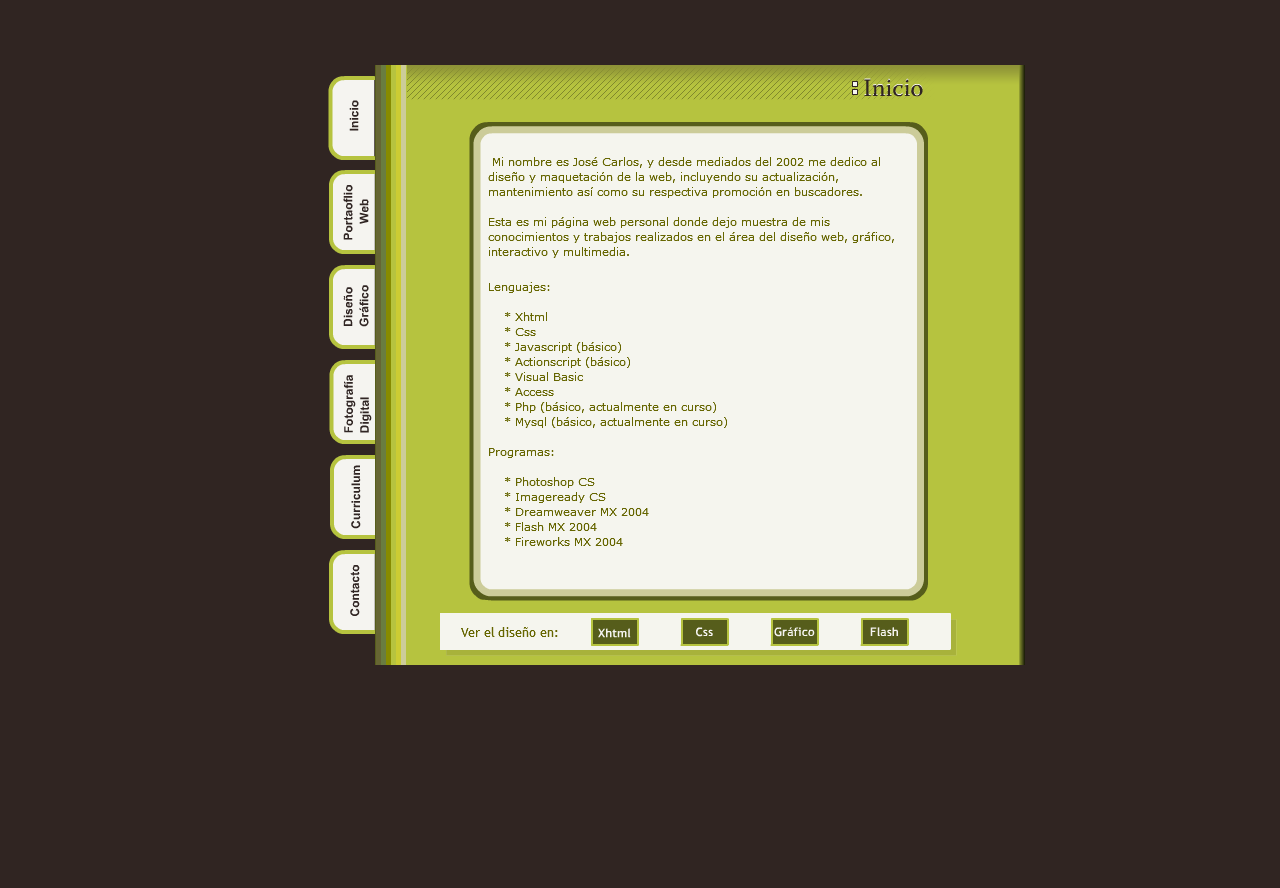 Inicio
Inicio
Portaoflio
Web
Diseño
Gráfico
Fotografía
Digital
Curriculum
Contacto
Mi nombre es José Carlos, y desde mediados del 2002 me dedico al
diseño y maquetación de la web, incluyendo su actualización,
mantenimiento así como su respectiva promoción en buscadores.
Esta es mi página web personal donde dejo muestra de mis
conocimientos y trabajos realizados en el área del diseño web, gráfico,
interactivo y multimedia.
Lenguajes:
* Xhtml
* Css
* Javascript (básico)
* Actionscript (básico)
* Visual Basic
* Access
* Php (básico, actualmente en curso)
* Mysql (básico, actualmente en curso)
Programas:
* Photoshop CS
* Imageready CS
* Dreamweaver MX 2004
* Flash MX 2004
* Fireworks MX 2004
Ver el diseño en: Xhtml Css Gráfico Flash